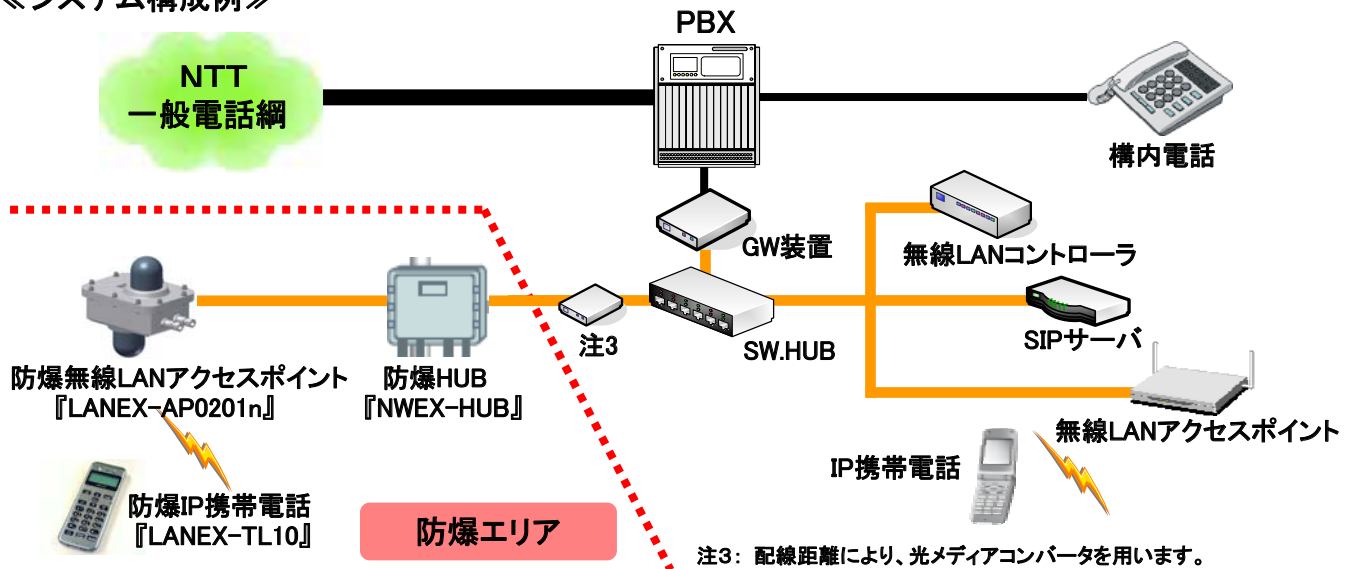 ≪システム構成例≫
PBX
NTT
一般電話網
構内電話
GW装置
無線LANコントローラ
注3
SW.HUB
SIPサーバ
防爆無線LANアクセスポイント
『LANEX-AP0201n』
防爆HUB
『NWEX-HUB』
無線LANアクセスポイント
IP携帯電話
防爆IP携帯電話
『LANEX-TL10』
防爆エリア
注3: 配線距離により、光メディアコンバータを用います。